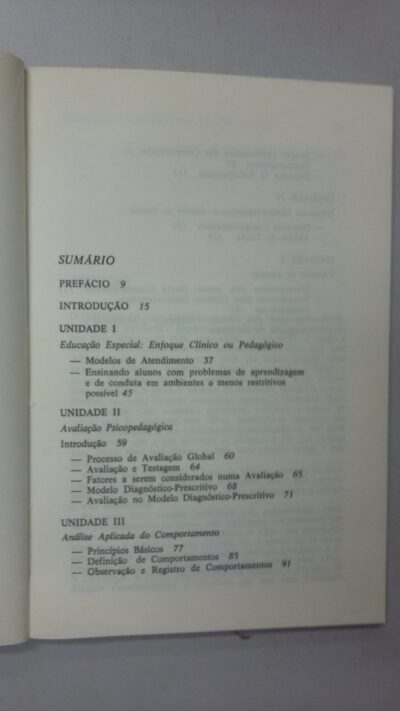 SUMÁRIO
PREFÁCIO 9
INTRODUÇÃO 15
UNIDADE I
Educação Especial: Enfoque Clínico ou Pedagógico
— Modelos de Atendimento 37
— Ensinando alunos com problemas de aprendizagem
e de conduta em ambientes o menos restritivos
possível 45
UNIDADE II
Avaliação Psicopedagógica
Introdução 59
— Processo de Avaliação Global 60
— Avaliação e Testagem 64
— Fatores a serem considerados numa Avaliação 65
— Modelo Diagnóstico-Prescritivo 68
— Avaliação no Modelo Diagnóstico-Prescritivo 71
UNIDADE III
Análise Aplicada do Comportamento
— Princípios Básicos 77
— Definição de Comportamentos 85
— Observação e Registro de Comportamentos 91